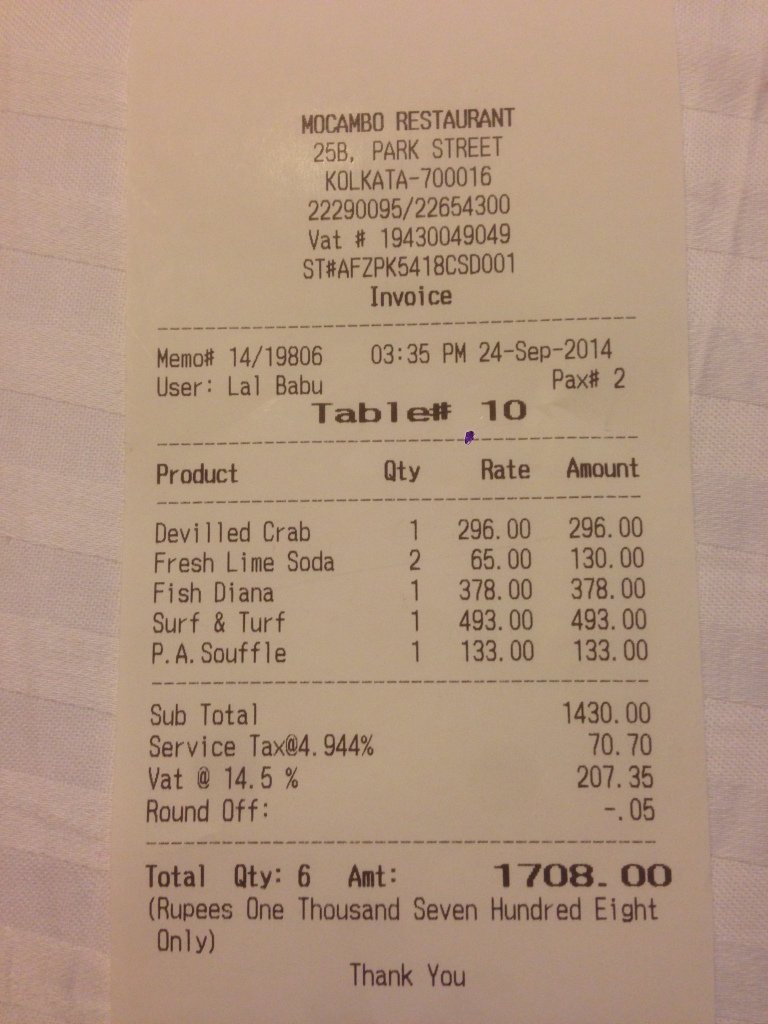 MOCAMBO RESTAURANT
25B, PARK STREET
KOLKATA-700016
22290095/22654300
Vat # 19430049049
ST#AFZPK5418CSD001
Invoice
Memo# 14/19806 03:35 PM 24-Sep-2014
User: Lal Babu Pax# 2
Table# 10
Product Qty Rate Amount
Devilled Crab 1 296.00 296.00
Fresh Lime Soda 2 65.00 130.00
Fish Diana 1 378.00 378.00
Surf & Turf 1 493.00 493.00
P.A.Souffle 1 133.00 133.00
Sub Total 1430.00
Service Tax@4.944% 70.70
Vat @ 14.5 % 207.35
Round Off: -.05
Total Qty: 6 Amt: 1708.00
(Rupees One Thousand Seven Hundred Eight
Only)
Thank You